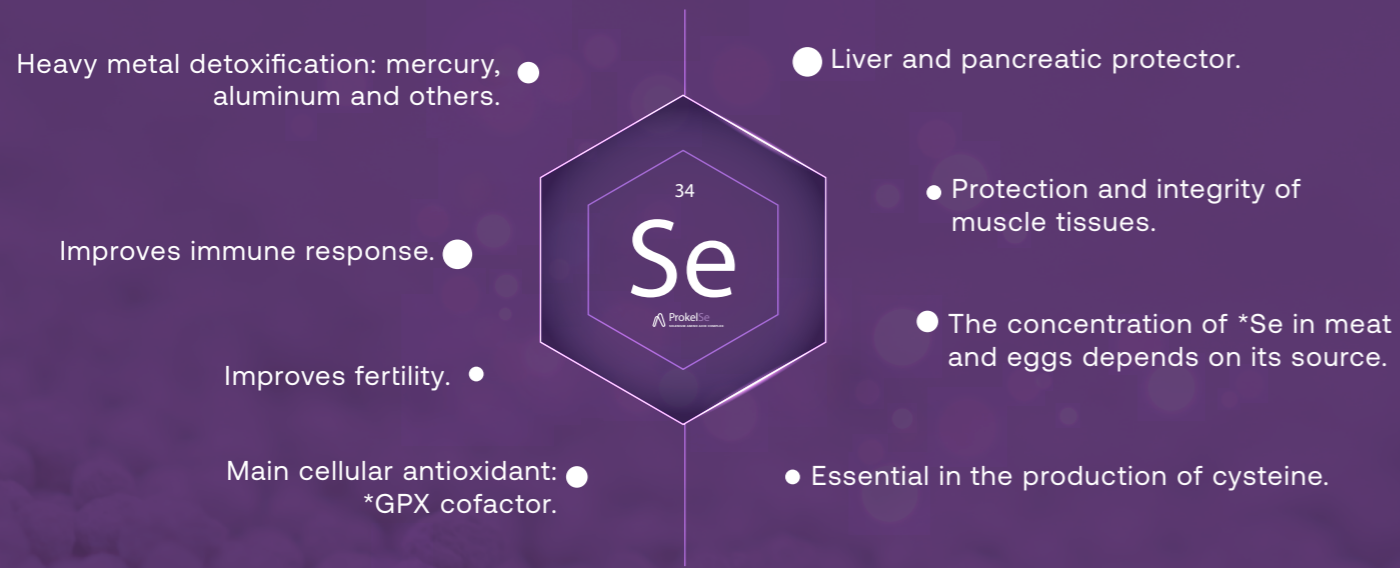 Heavy metal detoxification: mercury,
aluminum and others.
Improves immune response.
Improves fertility.
Main cellular antioxidant:
*GPX cofactor.
34
Se
ProkelSe
Liver and pancreatic protector.
Protection and integrity of
muscle tissues.
The concentration of *Se in meat
and eggs depends on its source.
Essential in the production of cysteine.